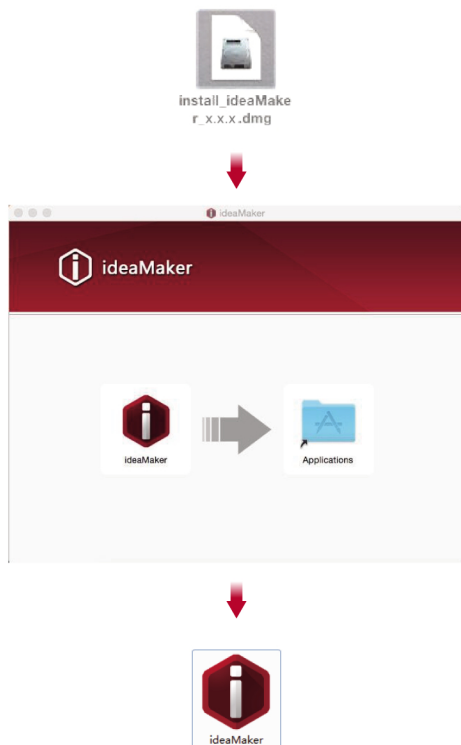 install_ideaMake
r_x.x.x.dmg
ideaMaker
ideaMaker
ideaMaker
Applications
ideaMaker